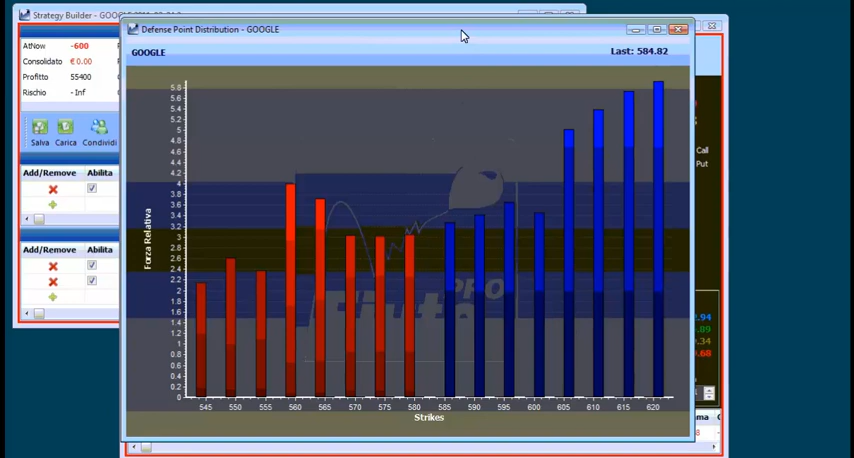 Strategy Builder - GOOGLE
Defense Point Distribution - GOOGLE
GOOGLE
Last: 584.82
AtNow -600
Consolidato € 0.00
Profitto 55400
Rischio - Inf
Salva Carica Condividi
Add/Remove Abilita
Add/Remove Abilita
Call
Put
Forza Relativa
5.8
5.6
5.4
5.2
5
4.8
4.6
4.4
4.2
4
3.8
3.6
3.4
3.2
3
2.8
2.6
2.4
2.2
2
1.8
1.6
1.4
1.2
1
0.8
0.6
0.4
0.2
0
545 550 555 560 565 570 575 580 585 590 595 600 605 610 615 620
Strikes
PRO